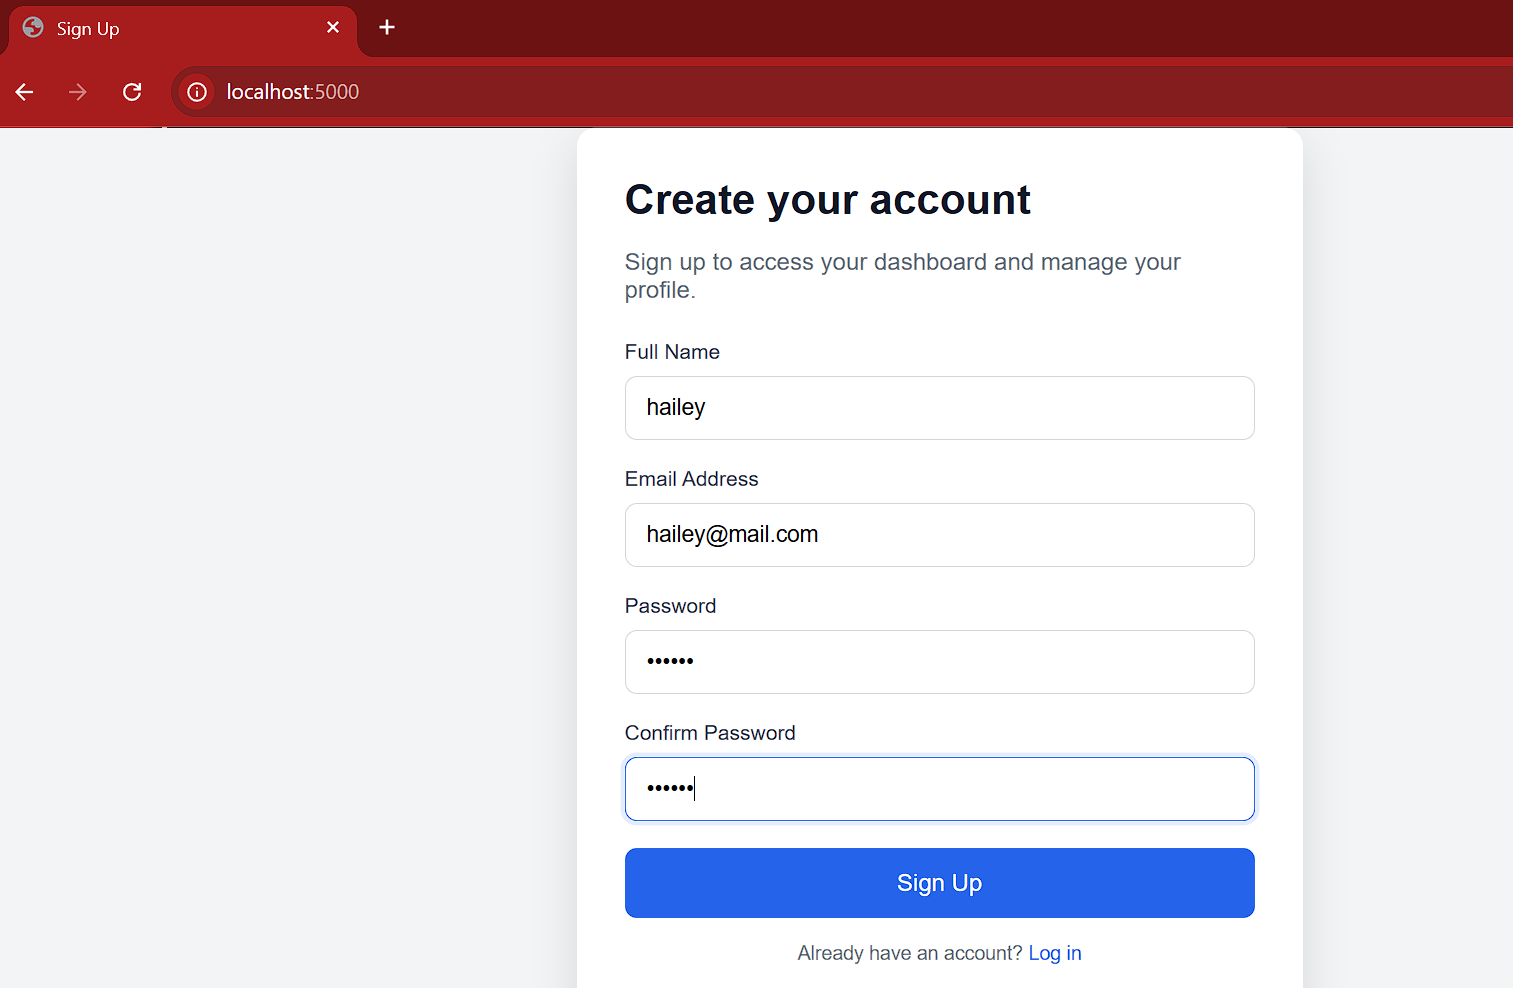 Sign Up
localhost:5000
Create your account
Sign up to access your dashboard and manage your
profile.
Full Name
hailey
Email Address
hailey@mail.com
Password
••••••
Confirm Password
••••••
Sign Up
Already have an account? Log in